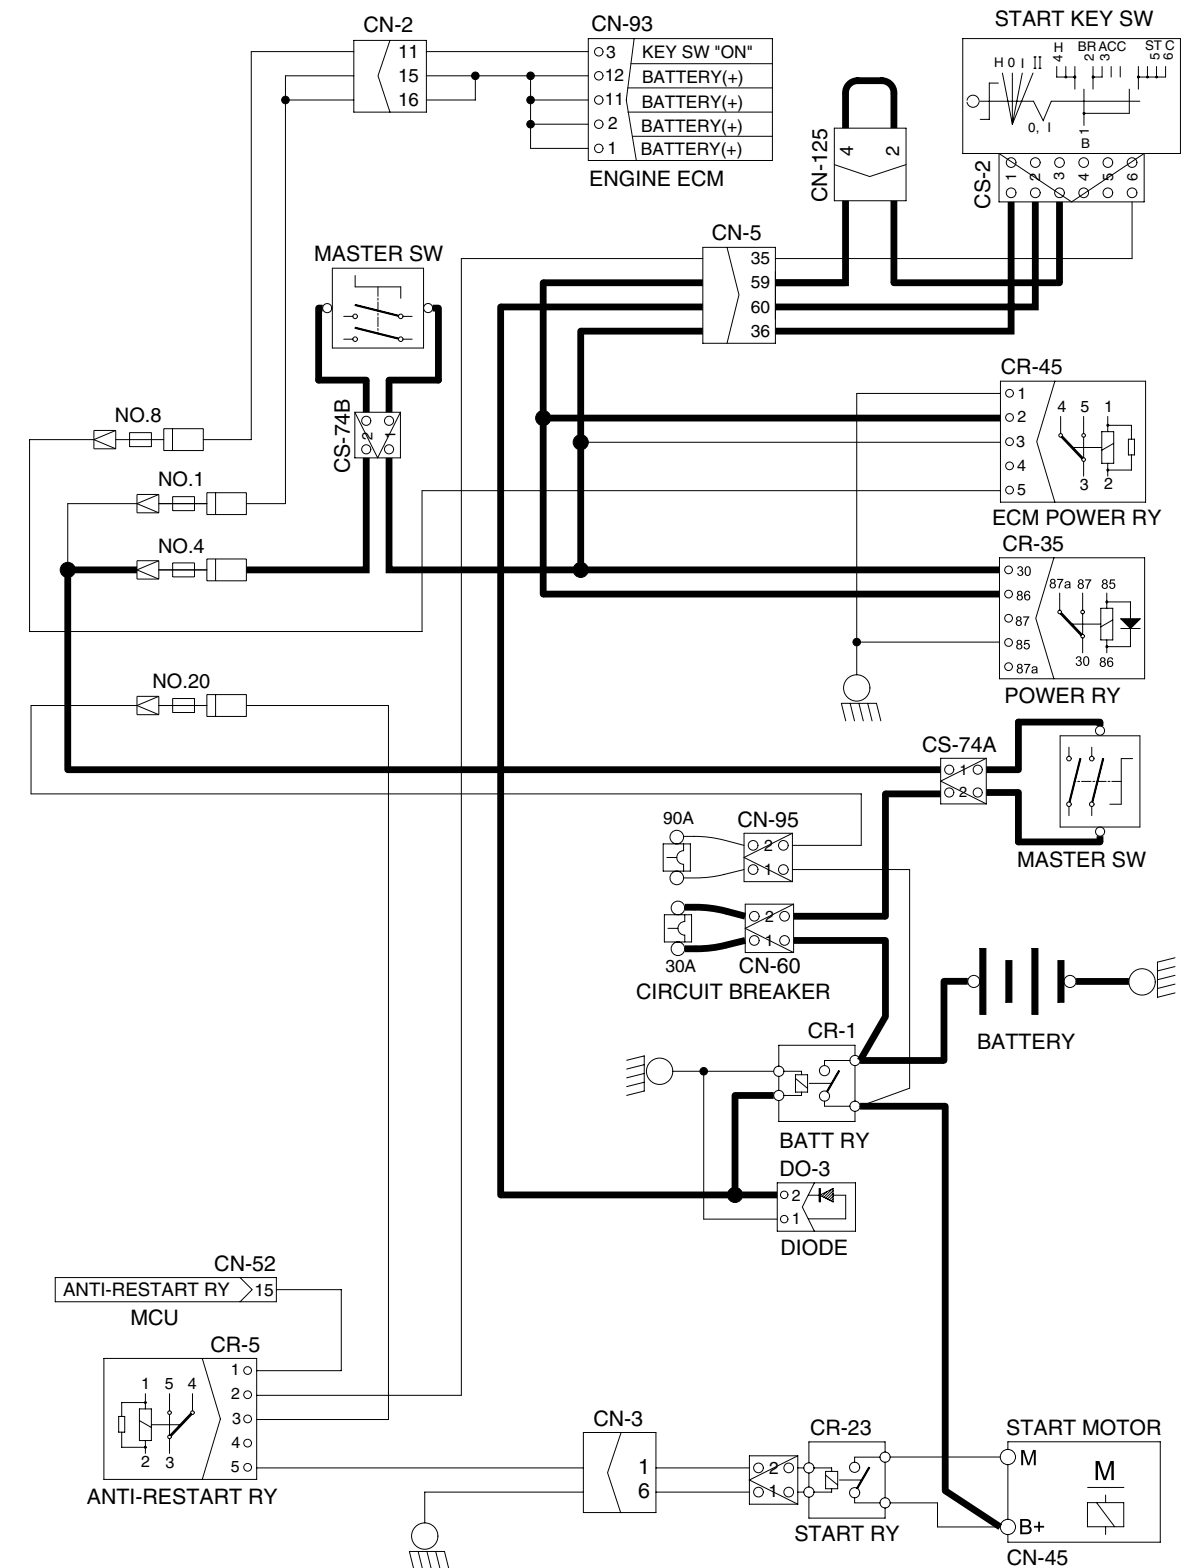 CN-2
CN-93
START KEY SW
11
15
16
3 KEY SW "ON"
12 BATTERY(+)
11 BATTERY(+)
2 BATTERY(+)
1 BATTERY(+)
ENGINE ECM
H 0 I II
H BR ACC ST C
4 2 3 5 6
0, I
1
B
CN-125
4 2
CS-2
1 2 3 4 5 6
CN-5
35
59
60
36
MASTER SW
CS-74B
2 1
NO.8
NO.1
NO.4
CR-45
1
2
3
4
5
4 5 1
3 2
ECM POWER RY
CR-35
30
86
87
85
87a
87a 87 85
30 86
POWER RY
NO.20
CS-74A
1
2
MASTER SW
90A
CN-95
2
1
2
1
30A
CN-60
CIRCUIT BREAKER
BATTERY
CR-1
BATT RY
DO-3
2
1
DIODE
CN-52
ANTI-RESTART RY 15
MCU
CR-5
1 5 4
2 3
1
2
3
4
5
ANTI-RESTART RY
CN-3
1
6
CR-23
2
1
START RY
START MOTOR
M
M
B+
CN-45